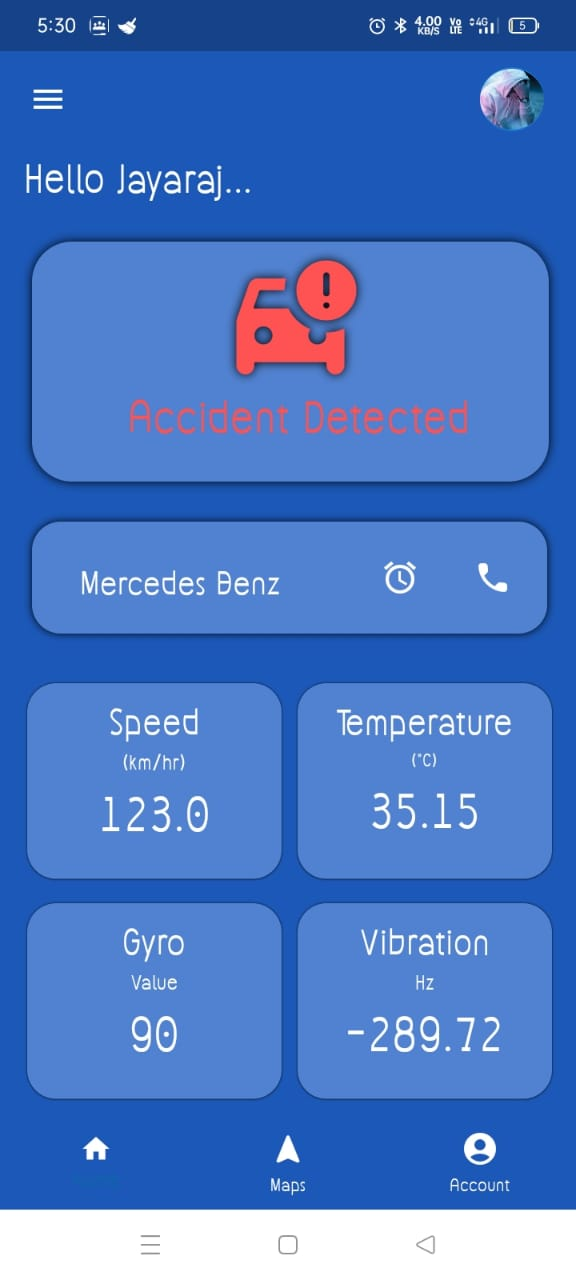 5:30
4.00 KB/S Vo LTE 4G 5
Hello Jayaraj...
!
Accident Detected
Mercedes Benz
Speed
(km/hr)
123.0
Temperature
(°C)
35.15
Gyro
Value
90
Vibration
Hz
-289.72
Maps
Account